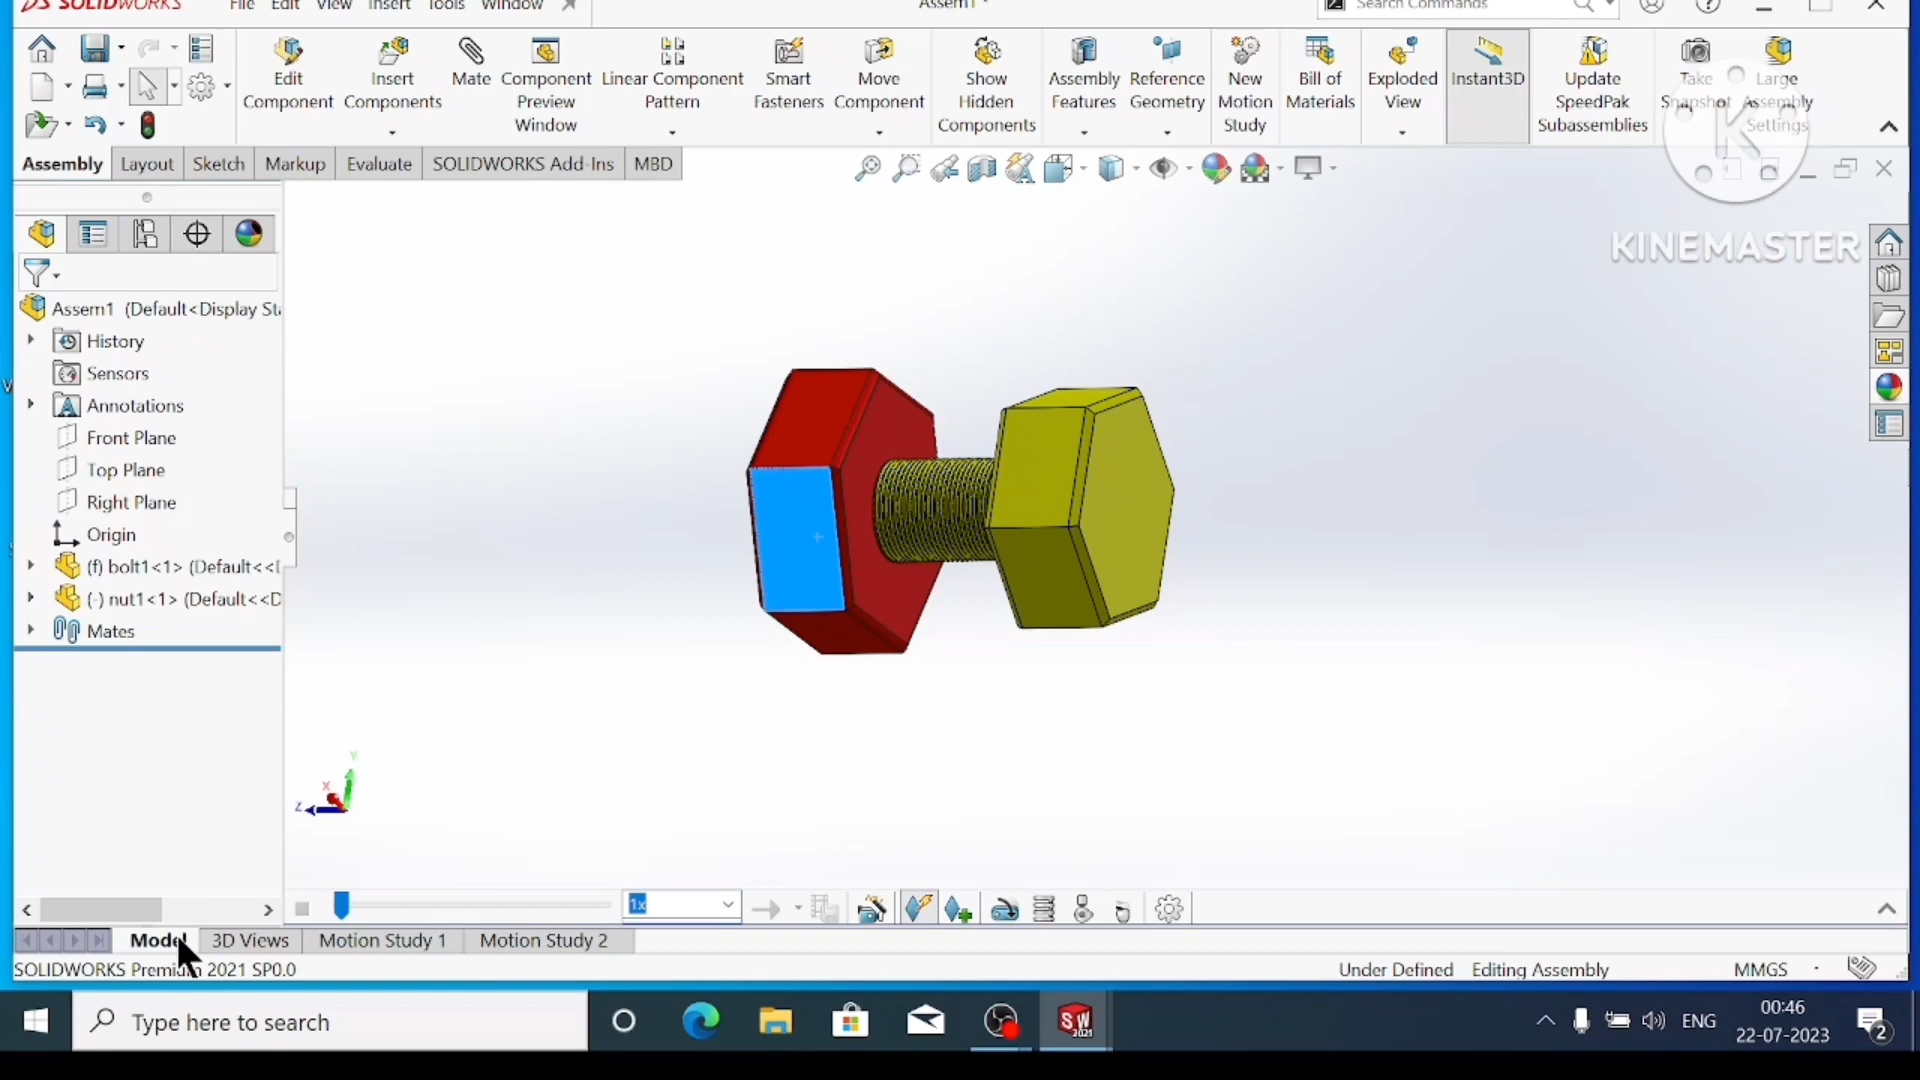 SOLIDWORKS File Edit View Insert Tools Window Assem1 * Search Commands
Edit Component
Insert Components
Mate
Component Preview Window
Linear Component Pattern
Smart Fasteners
Move Component
Show Hidden Components
Assembly Features
Reference Geometry
New Motion Study
Bill of Materials
Exploded View
Instant3D
Update SpeedPak Subassemblies
Take Snapshot
Large Assembly Settings
Assembly Layout Sketch Markup Evaluate SOLIDWORKS Add-Ins MBD
K
KINEMASTER
Assem1 (Default<Display Sta
History
Sensors
Annotations
Front Plane
Top Plane
Right Plane
Origin
(f) bolt1<1> (Default<<D
(-) nut1<1> (Default<<D
Mates
Y
X
Z
1x
Model 3D Views Motion Study 1 Motion Study 2
SOLIDWORKS Premium 2021 SP0.0 Under Defined Editing Assembly MMGS
Type here to search
SW
2021
ENG
00:46
22-07-2023
2